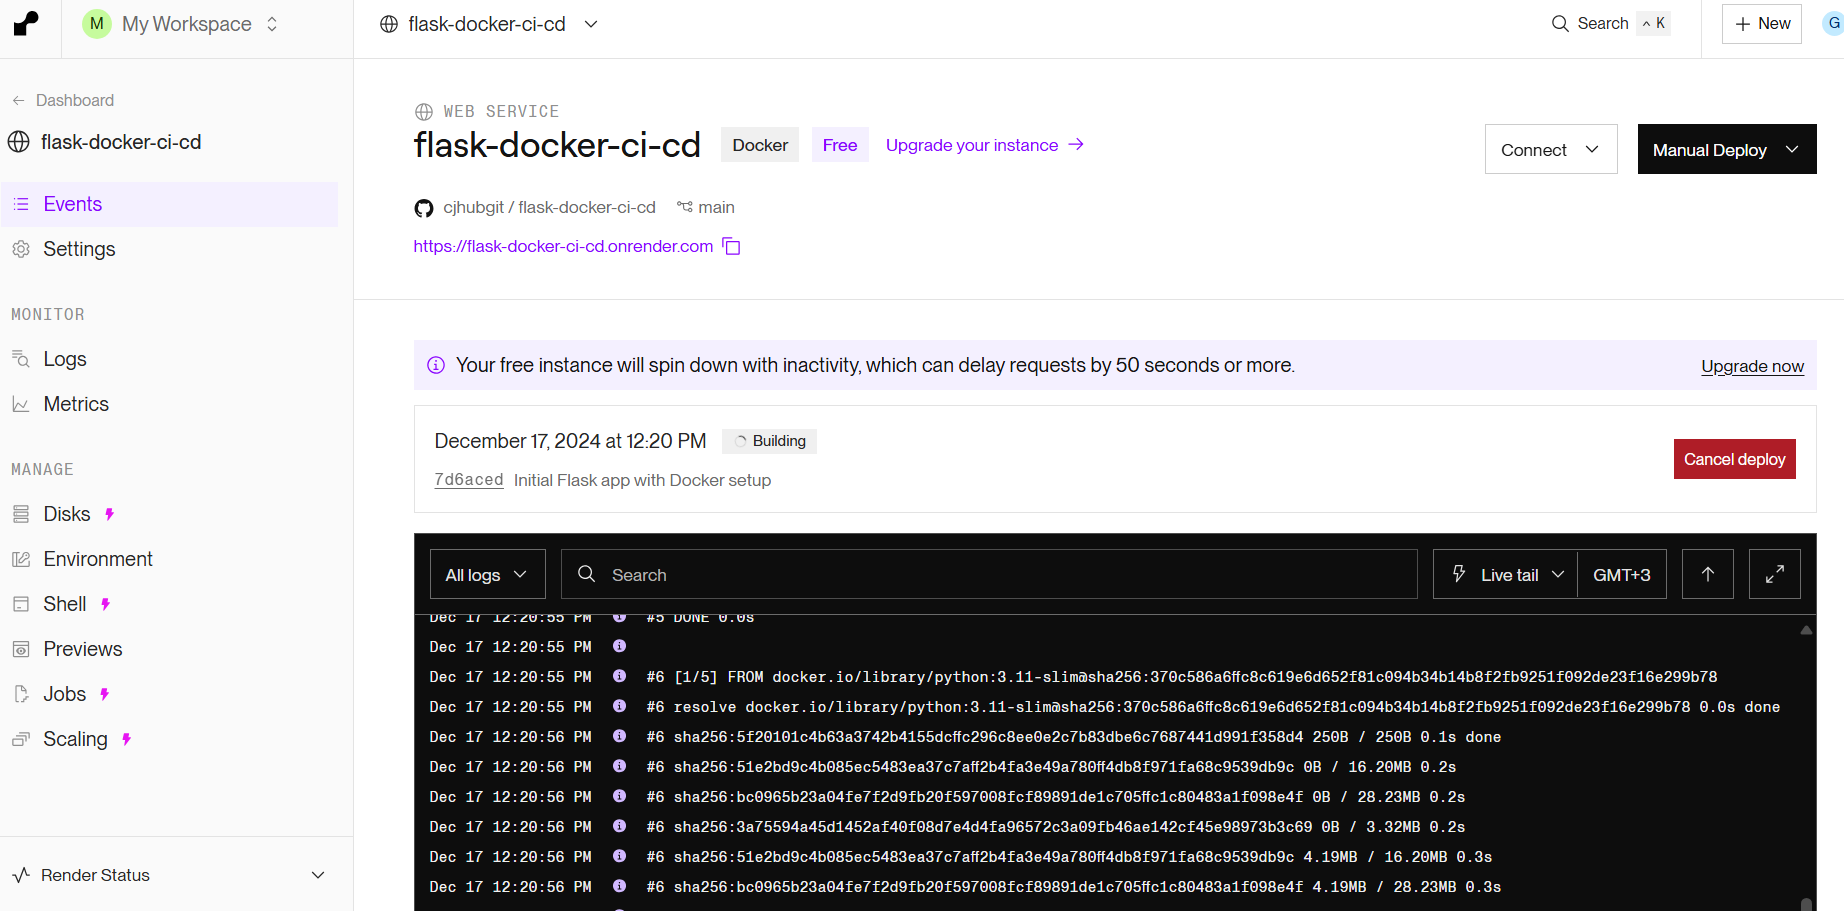 M My Workspace
flask-docker-ci-cd
Search ^ K
+ New
G
Dashboard
flask-docker-ci-cd
Events
Settings
MONITOR
Logs
Metrics
MANAGE
Disks
Environment
Shell
Previews
Jobs
Scaling
Render Status
WEB SERVICE
flask-docker-ci-cd Docker Free Upgrade your instance
Connect
Manual Deploy
cjhubgit / flask-docker-ci-cd main
https://flask-docker-ci-cd.onrender.com
Your free instance will spin down with inactivity, which can delay requests by 50 seconds or more.
Upgrade now
December 17, 2024 at 12:20 PM Building
7d6aced Initial Flask app with Docker setup
Cancel deploy
All logs
Search
Live tail
GMT+3
Dec 17 12:20:55 PM #5 DONE 0.0s
Dec 17 12:20:55 PM
Dec 17 12:20:55 PM #6 [1/5] FROM docker.io/library/python:3.11-slim@sha256:370c586a6ffc8c619e6d652f81c094b34b14b8f2fb9251f092de23f16e299b78
Dec 17 12:20:55 PM #6 resolve docker.io/library/python:3.11-slim@sha256:370c586a6ffc8c619e6d652f81c094b34b14b8f2fb9251f092de23f16e299b78 0.0s done
Dec 17 12:20:56 PM #6 sha256:5f20101c4b63a3742b4155dcffc296c8ee0e2c7b83dbe6c7687441d991f358d4 250B / 250B 0.1s done
Dec 17 12:20:56 PM #6 sha256:51e2bd9c4b085ec5483ea37c7aff2b4fa3e49a780ff4db8f971fa68c9539db9c 0B / 16.20MB 0.2s
Dec 17 12:20:56 PM #6 sha256:bc0965b23a04fe7f2d9fb20f597008fcf89891de1c705ffc1c80483a1f098e4f 0B / 28.23MB 0.2s
Dec 17 12:20:56 PM #6 sha256:3a75594a45d1452af40f08d7e4d4fa96572c3a09fb46ae142cf45e98973b3c69 0B / 3.32MB 0.2s
Dec 17 12:20:56 PM #6 sha256:51e2bd9c4b085ec5483ea37c7aff2b4fa3e49a780ff4db8f971fa68c9539db9c 4.19MB / 16.20MB 0.3s
Dec 17 12:20:56 PM #6 sha256:bc0965b23a04fe7f2d9fb20f597008fcf89891de1c705ffc1c80483a1f098e4f 4.19MB / 28.23MB 0.3s